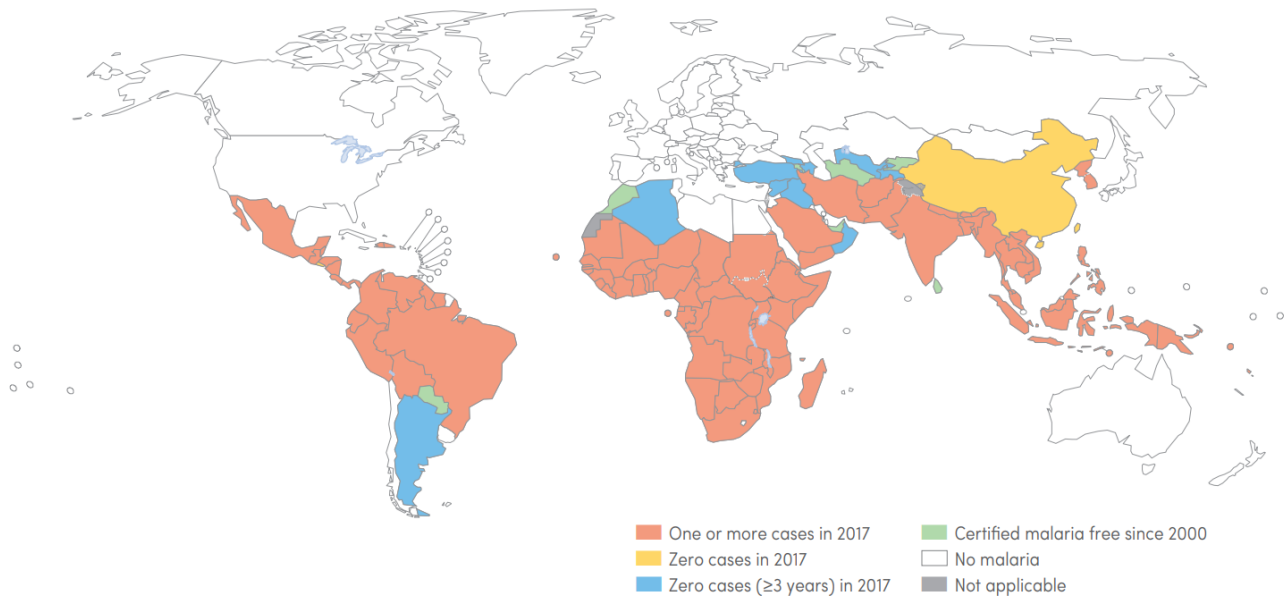 One or more cases in 2017
Zero cases in 2017
Zero cases (≥3 years) in 2017
Certified malaria free since 2000
No malaria
Not applicable